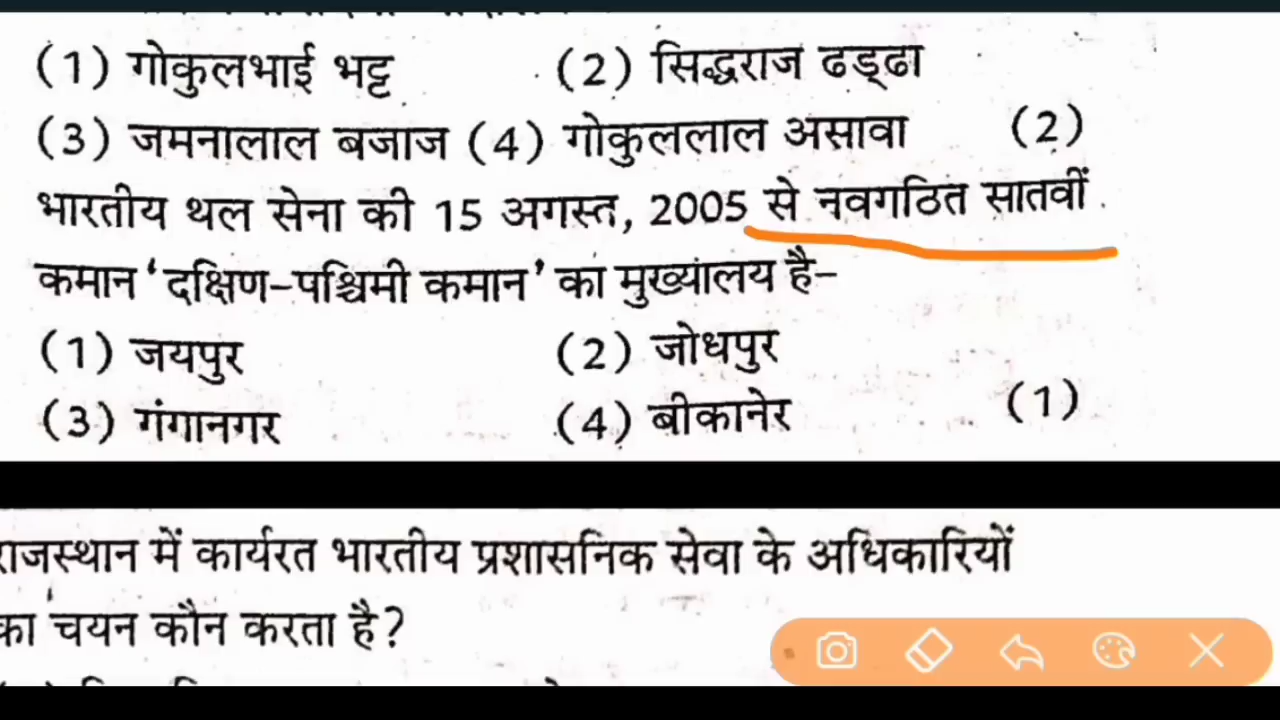 (1) गोकुलभाई भट्ट (2) सिद्धराज ढड्ढा
(3) जमनालाल बजाज (4) गोकुललाल असावा (2)
भारतीय थल सेना की 15 अगस्त, 2005 से नवगठित सातवीं
कमान ‘दक्षिण-पश्चिमी कमान’ का मुख्यालय है-
(1) जयपुर (2) जोधपुर
(3) गंगानगर (4) बीकानेर (1)
राजस्थान में कार्यरत भारतीय प्रशासनिक सेवा के अधिकारियों
का चयन कौन करता है?